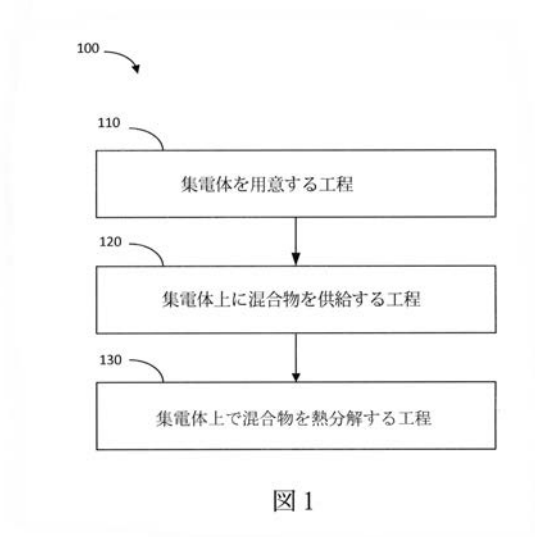 100
110
集電体を用意する工程
120
集電体上に混合物を供給する工程
130
集電体上で混合物を熱分解する工程
図 1